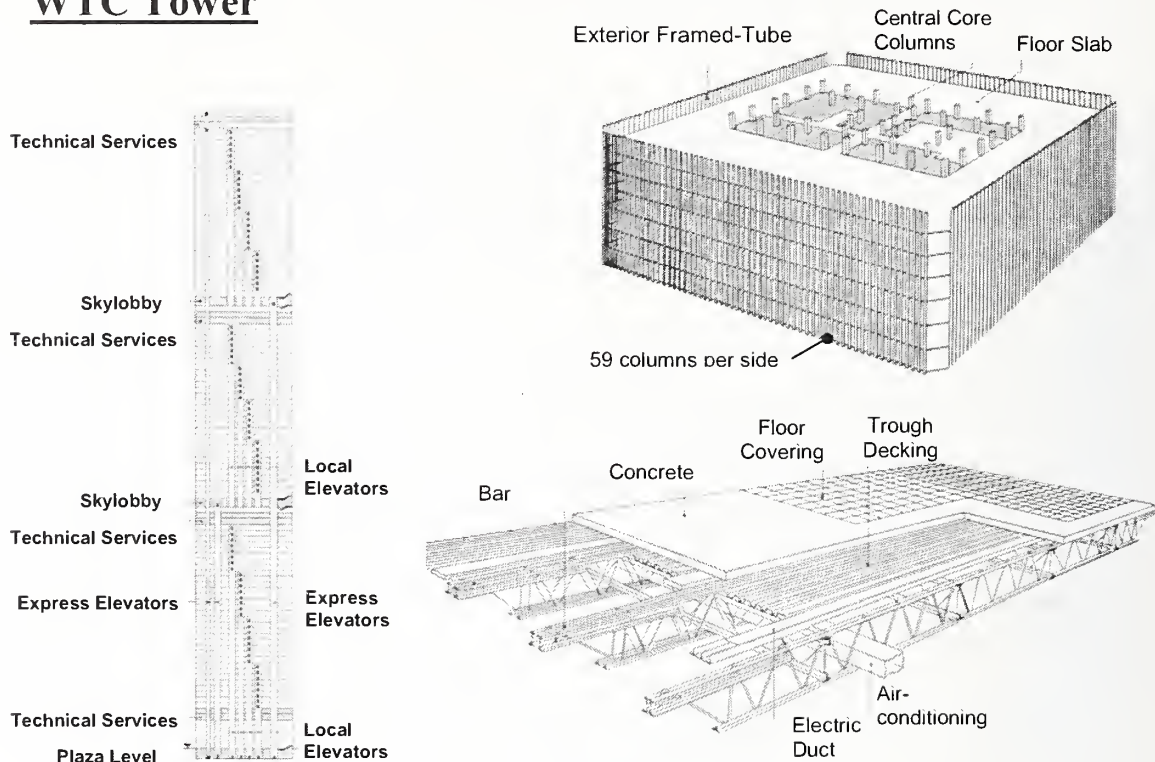 WTC Tower
Technical Services
Skylobby
Technical Services
Local
Elevators
Skylobby
Technical Services
Express Elevators
Express
Elevators
Technical Services
Local
Elevators
Plaza Level
Exterior Framed-Tube
Central Core
Columns
Floor Slab
59 columns per side
Floor
Covering
Trough
Decking
Concrete
Bar
Air-
conditioning
Electric
Duct